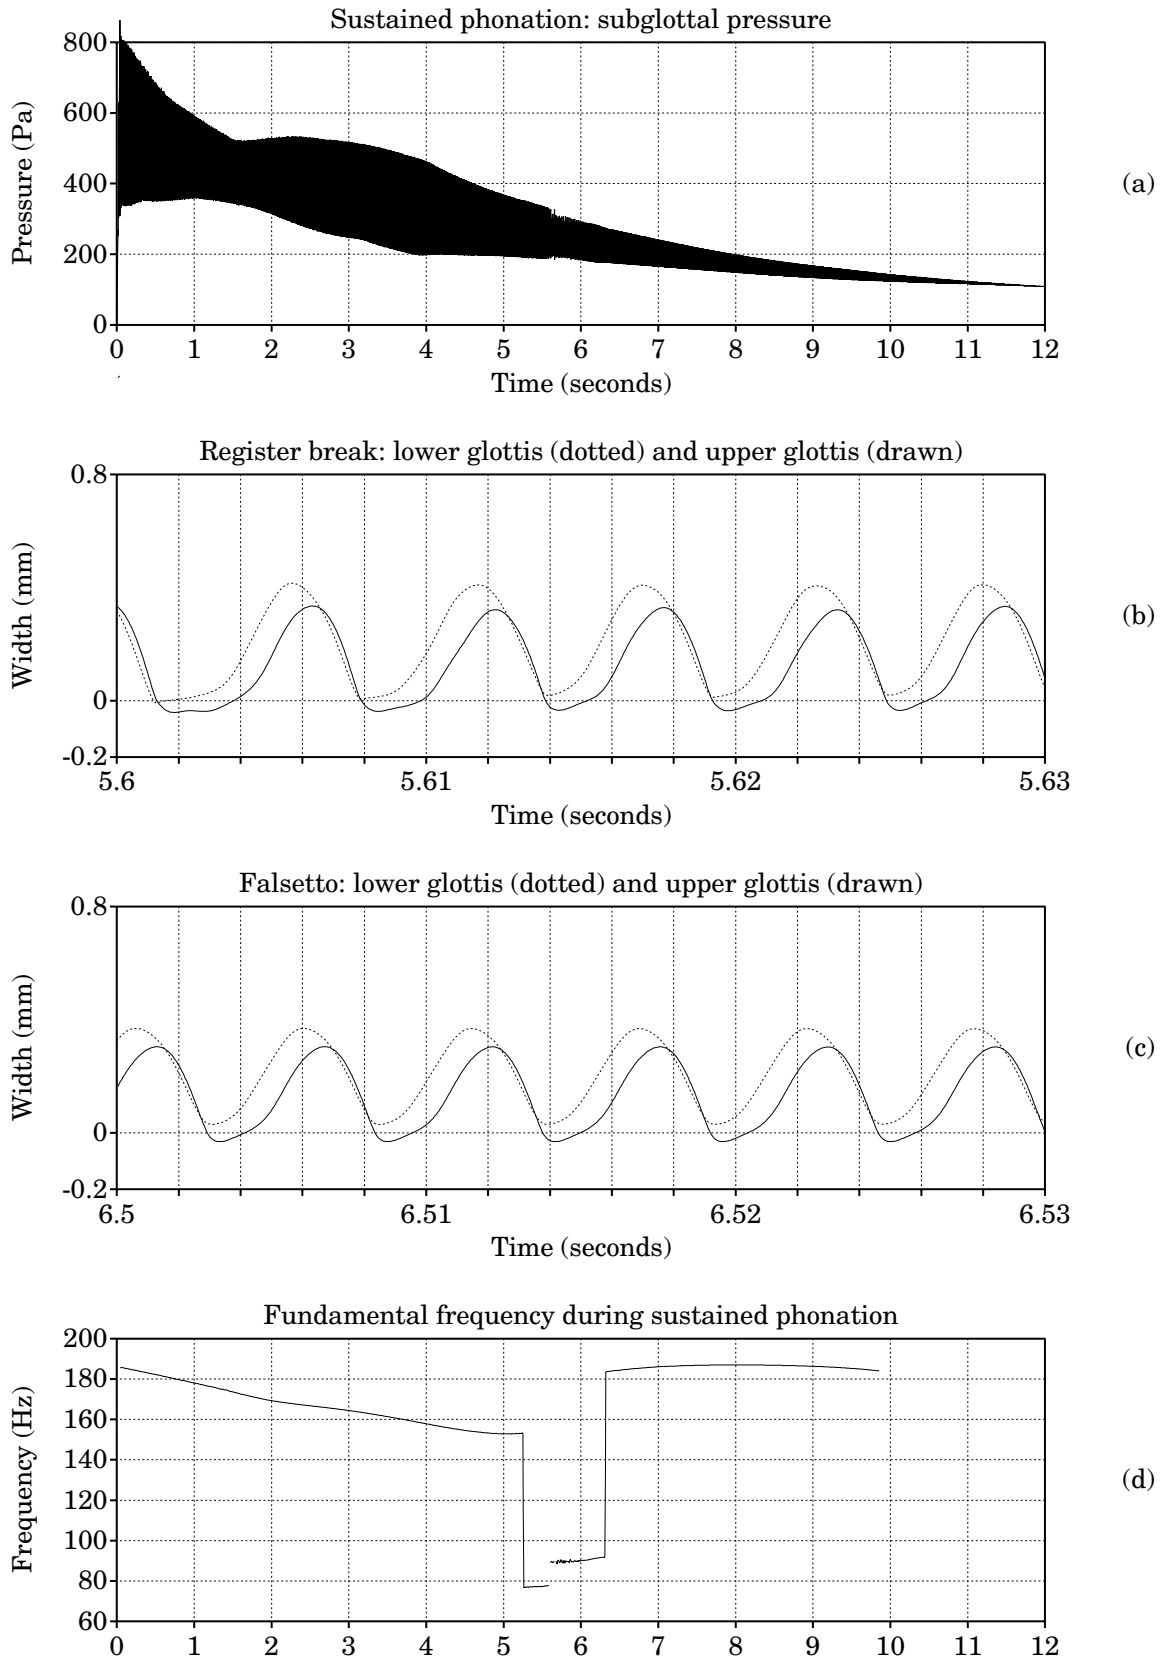 Sustained phonation: subglottal pressure
800
600
400
200
0
Pressure (Pa)
(a)
0 1 2 3 4 5 6 7 8 9 10 11 12
Time (seconds)
Register break: lower glottis (dotted) and upper glottis (drawn)
0.8
0
-0.2
Width (mm)
(b)
5.6 5.61 5.62 5.63
Time (seconds)
Falsetto: lower glottis (dotted) and upper glottis (drawn)
0.8
0
-0.2
Width (mm)
(c)
6.5 6.51 6.52 6.53
Time (seconds)
Fundamental frequency during sustained phonation
200
180
160
140
120
100
80
60
Frequency (Hz)
(d)
0 1 2 3 4 5 6 7 8 9 10 11 12